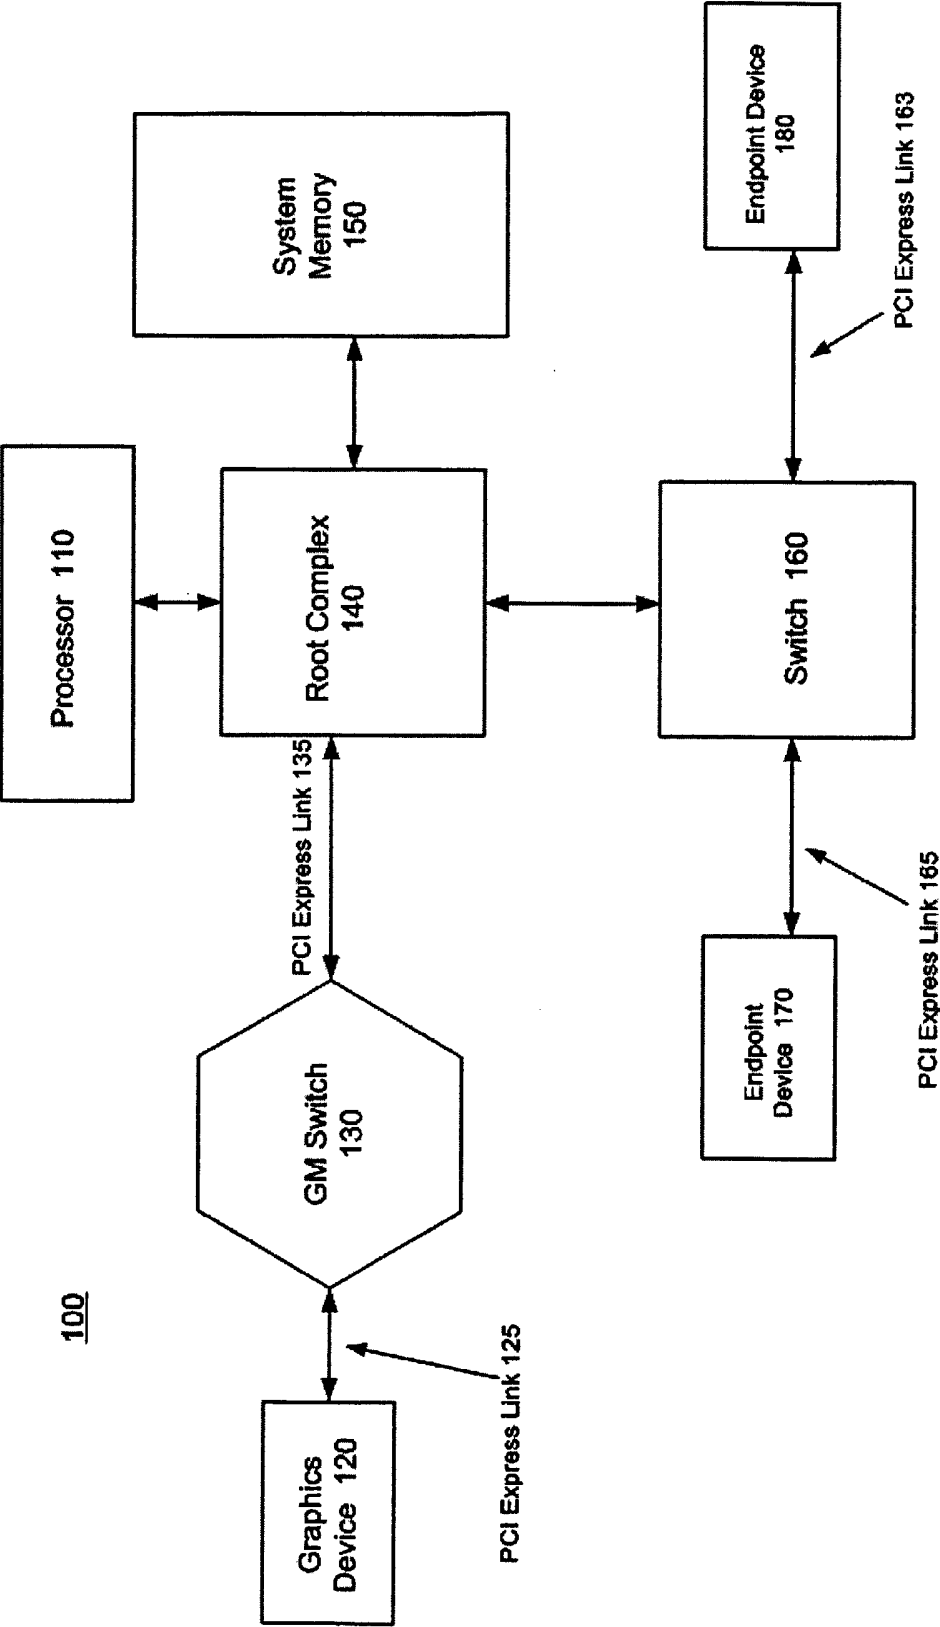 100
Processor 110
Graphics
Device 120
PCI Express Link 125
GM Switch
130
PCI Express Link 135
Root Complex
140
System
Memory
150
Endpoint
Device 170
PCI Express Link 165
Switch 160
PCI Express Link 163
Endpoint Device
180